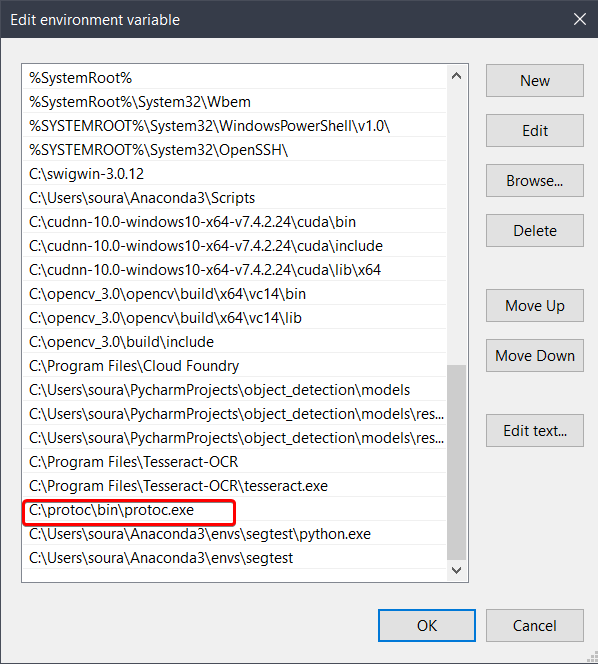 Edit environment variable
%SystemRoot%
%SystemRoot%\System32\Wbem
%SYSTEMROOT%\System32\WindowsPowerShell\v1.0\
%SYSTEMROOT%\System32\OpenSSH\
C:\swigwin-3.0.12
C:\Users\soura\Anaconda3\Scripts
C:\cudnn-10.0-windows10-x64-v7.4.2.24\cuda\bin
C:\cudnn-10.0-windows10-x64-v7.4.2.24\cuda\include
C:\cudnn-10.0-windows10-x64-v7.4.2.24\cuda\lib\x64
C:\opencv_3.0\opencv\build\x64\vc14\bin
C:\opencv_3.0\opencv\build\x64\vc14\lib
C:\opencv_3.0\build\include
C:\Program Files\Cloud Foundry
C:\Users\soura\PycharmProjects\object_detection\models
C:\Users\soura\PycharmProjects\object_detection\models\res...
C:\Users\soura\PycharmProjects\object_detection\models\res...
C:\Program Files\Tesseract-OCR
C:\Program Files\Tesseract-OCR\tesseract.exe
C:\protoc\bin\protoc.exe
C:\Users\soura\Anaconda3\envs\segtest\python.exe
C:\Users\soura\Anaconda3\envs\segtest
New
Edit
Browse...
Delete
Move Up
Move Down
Edit text...
OK
Cancel